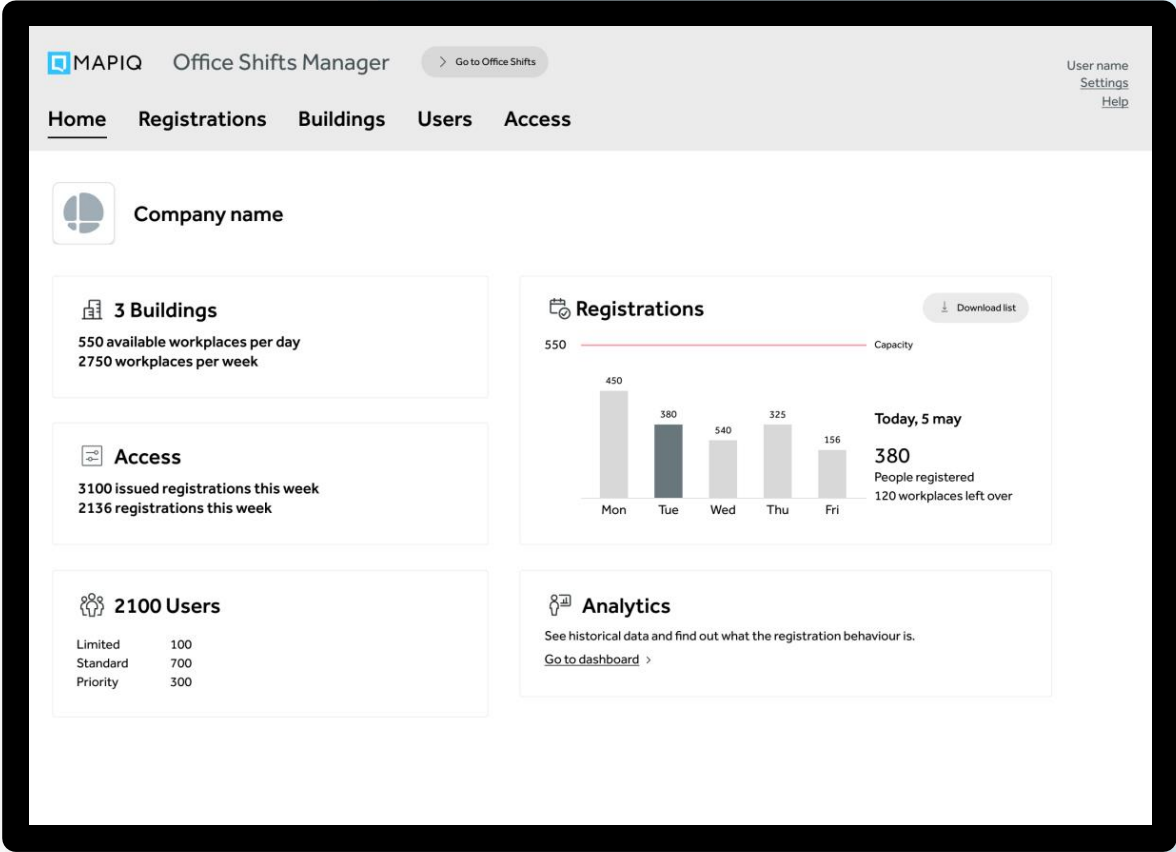 MAPIQ Office Shifts Manager > Go to Office Shifts
User name
Settings
Help
Home Registrations Buildings Users Access
Company name
3 Buildings
550 available workplaces per day
2750 workplaces per week
Access
3100 issued registrations this week
2136 registrations this week
2100 Users
Limited 100
Standard 700
Priority 300
Registrations Download list
550 Capacity
450
380
540
325
156
Mon Tue Wed Thu Fri
Today, 5 may
380
People registered
120 workplaces left over
Analytics
See historical data and find out what the registration behaviour is.
Go to dashboard >